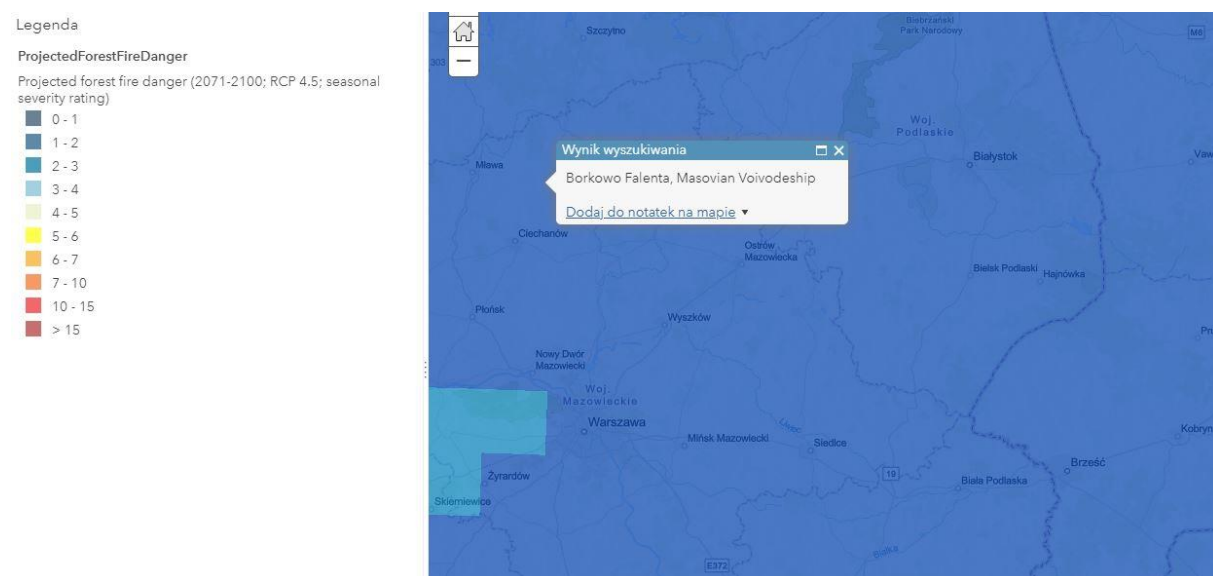 Legenda
ProjectedForestFireDanger
Projected forest fire danger (2071-2100; RCP 4.5; seasonal
severity rating)
0 - 1
1 - 2
2 - 3
3 - 4
4 - 5
5 - 6
6 - 7
7 - 10
10 - 15
> 15
Szczytno
Biebrzański
Park Narodowy
M6
303
Woj.
Podlaskie
Wynik wyszukiwania
Borkowo Falenta, Masovian Voivodeship
Dodaj do notatek na mapie
Mława
Białystok
Vaw
Ciechanów
Ostrów
Mazowiecka
Bielsk Podlaski
Hajnówka
Płońsk
Wyszków
Pru
Nowy Dwór
Mazowiecki
Woj.
Mazowieckie
Warszawa
Mińsk Mazowiecki
Siedlce
Kobryn
Żyrardów
19
Brześć
Biała Podlaska
Skierniewice
E372